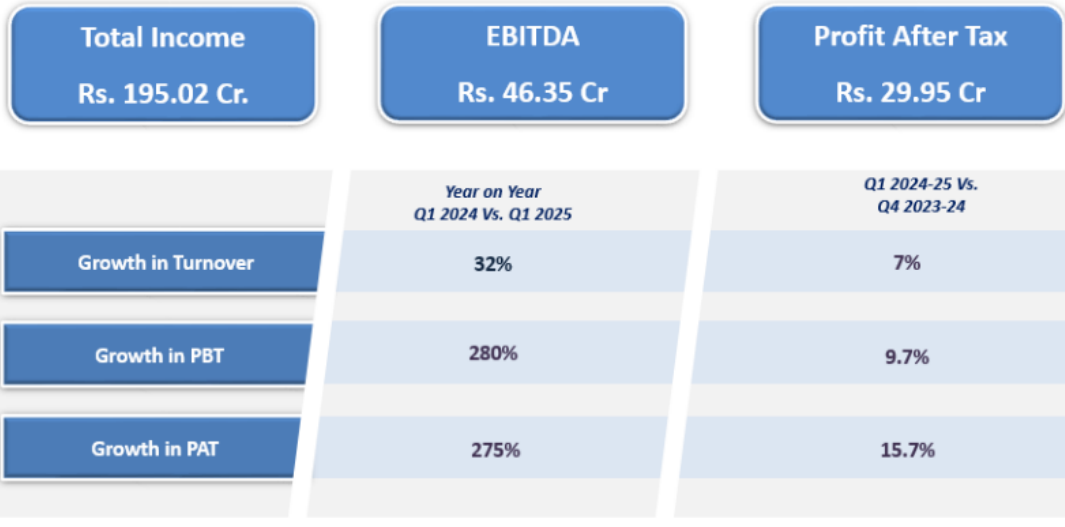 Total Income
Rs. 195.02 Cr.
EBITDA
Rs. 46.35 Cr
Profit After Tax
Rs. 29.95 Cr
Year on Year
Q1 2024 Vs. Q1 2025
Q1 2024-25 Vs.
Q4 2023-24
Growth in Turnover
32%
7%
Growth in PBT
280%
9.7%
Growth in PAT
275%
15.7%